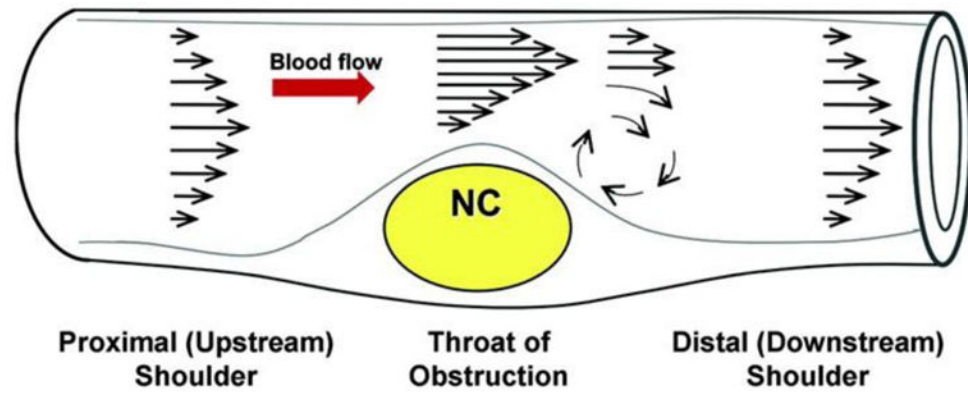 Blood flow
NC
Proximal (Upstream)
Shoulder
Throat of
Obstruction
Distal (Downstream)
Shoulder